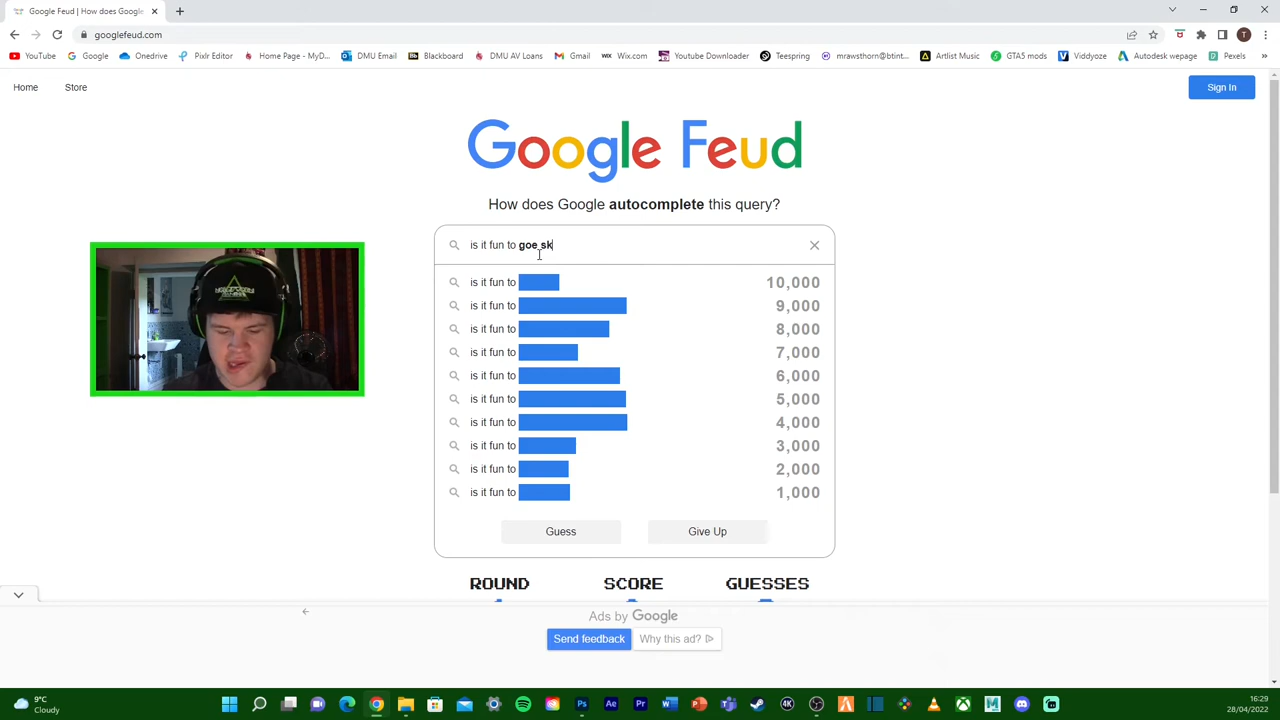 Google Feud | How does Google
googlefeud.com
YouTube Google Onedrive Pixlr Editor Home Page - MyD... DMU Email Blackboard DMU AV Loans Gmail Wix.com Youtube Downloader Teespring mrawsthorn@btint... Artlist Music GTA5 mods Viddyoze Autodesk wepage Pexels »
Home Store Sign In
Google Feud
How does Google autocomplete this query?
is it fun to goe sk
is it fun to 10,000
is it fun to 9,000
is it fun to 8,000
is it fun to 7,000
is it fun to 6,000
is it fun to 5,000
is it fun to 4,000
is it fun to 3,000
is it fun to 2,000
is it fun to 1,000
Guess Give Up
ROUND SCORE GUESSES
Ads by Google
Send feedback Why this ad?
9°C
Cloudy
16:29
28/04/2022